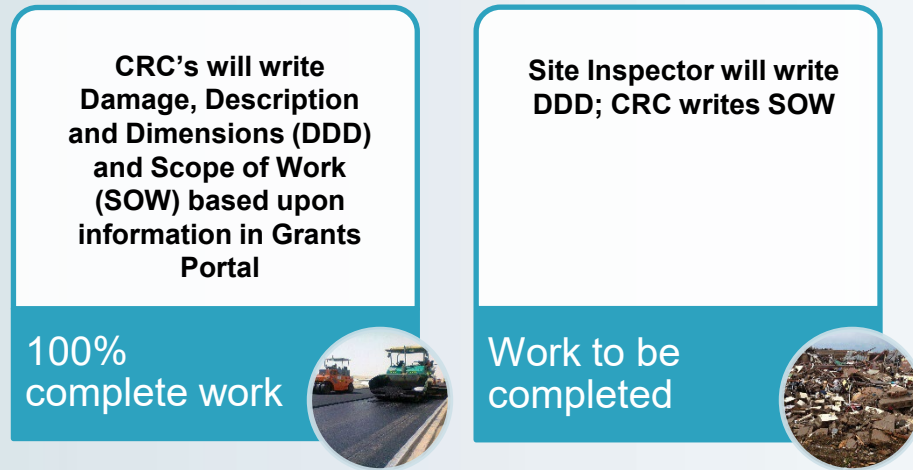 CRC's will write
Damage, Description
and Dimensions (DDD)
and Scope of Work
(SOW) based upon
information in Grants
Portal
100%
complete work
Site Inspector will write
DDD; CRC writes SOW
Work to be
completed